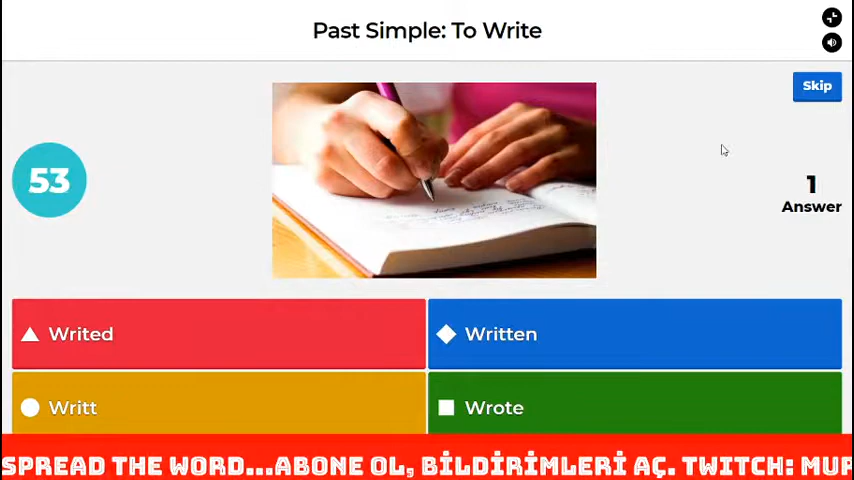 Past Simple: To Write
Skip
53
1
Answer
Writed
Written
Writt
Wrote
SPREAD THE WORD...ABONE OL, BİLDİRİMLERİ AÇ. TWITCH: